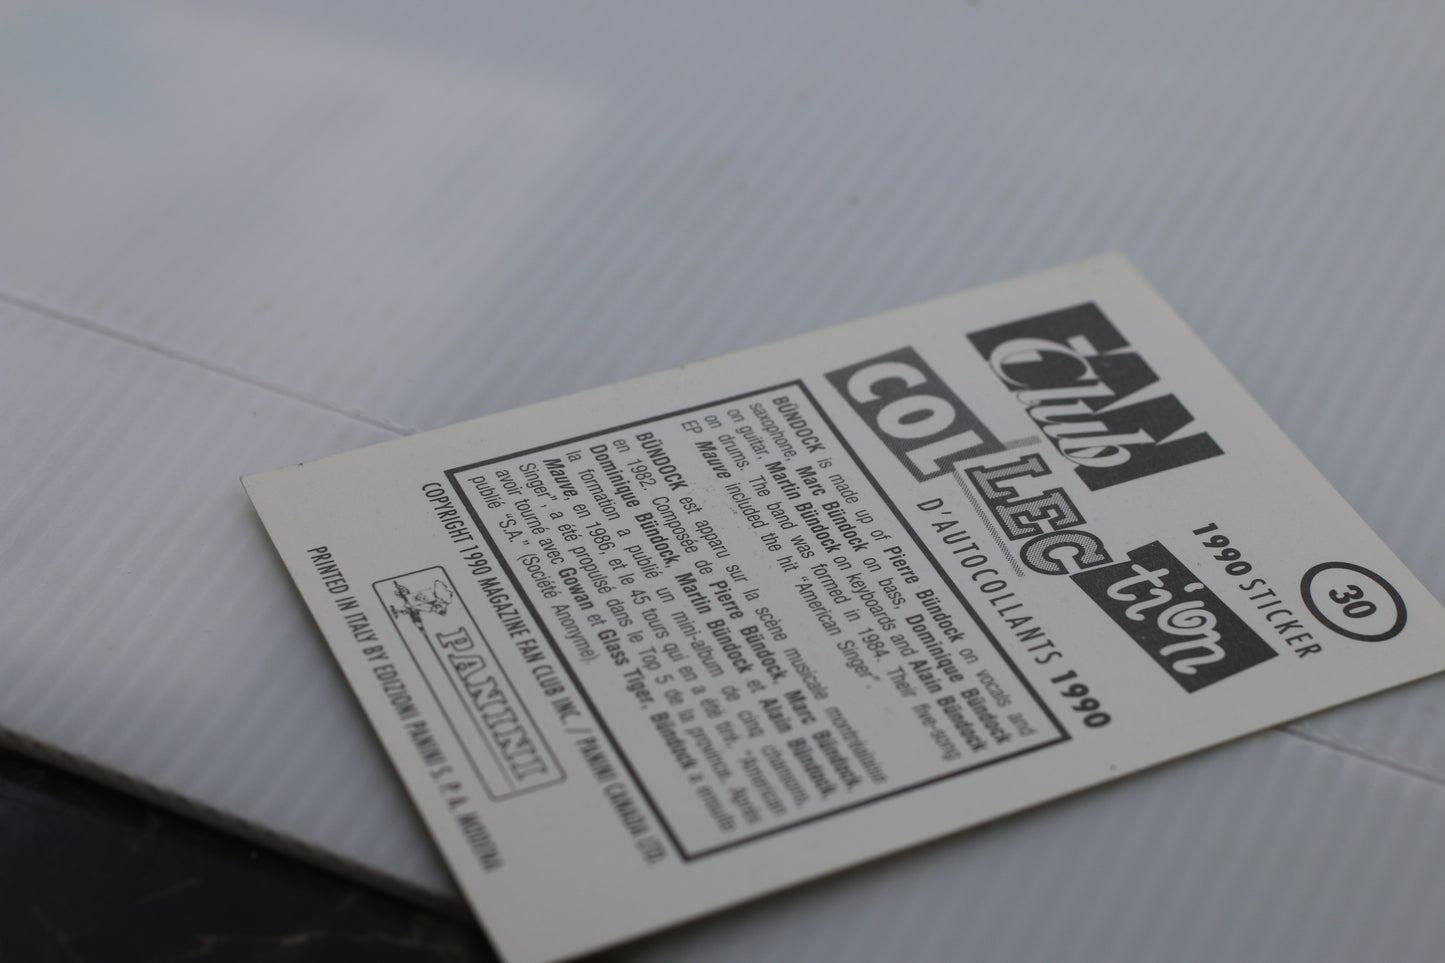 FAN
Club
1990 STICKER
30
COLLECTION
D'AUTOCOLLANTS 1990
BÜNDOCK is made up of Pierre Bündock on vocals and
saxophone, Marc Bündock on bass, Dominique Bündock
on guitar, Martin Bündock on keyboards and Alain Bündock
on drums. The band was formed in 1984. Their five-song
EP Mauve included the hit "American Singer".
BÜNDOCK est apparu sur la scène musicale montréalaise
en 1982. Composée de Pierre Bündock, Marc Bündock,
Dominique Bündock, Martin Bündock et Alain Bündock,
la formation a publié un mini-album de cinq chansons,
Mauve, en 1986, et le 45 tours qui en a été tiré, "American
Singer", a été propulsé dans le Top 5 de la province. Après
avoir tourné avec Gowan et Glass Tiger, Bündock a ensuite
publié "S.A." (Société Anonyme).
COPYRIGHT 1990 MAGAZINE FAN CLUB INC. / PANINI CANADA LTD.
PANINI
PRINTED IN ITALY BY EDIZIONI PANINI S. P. A. MODENA